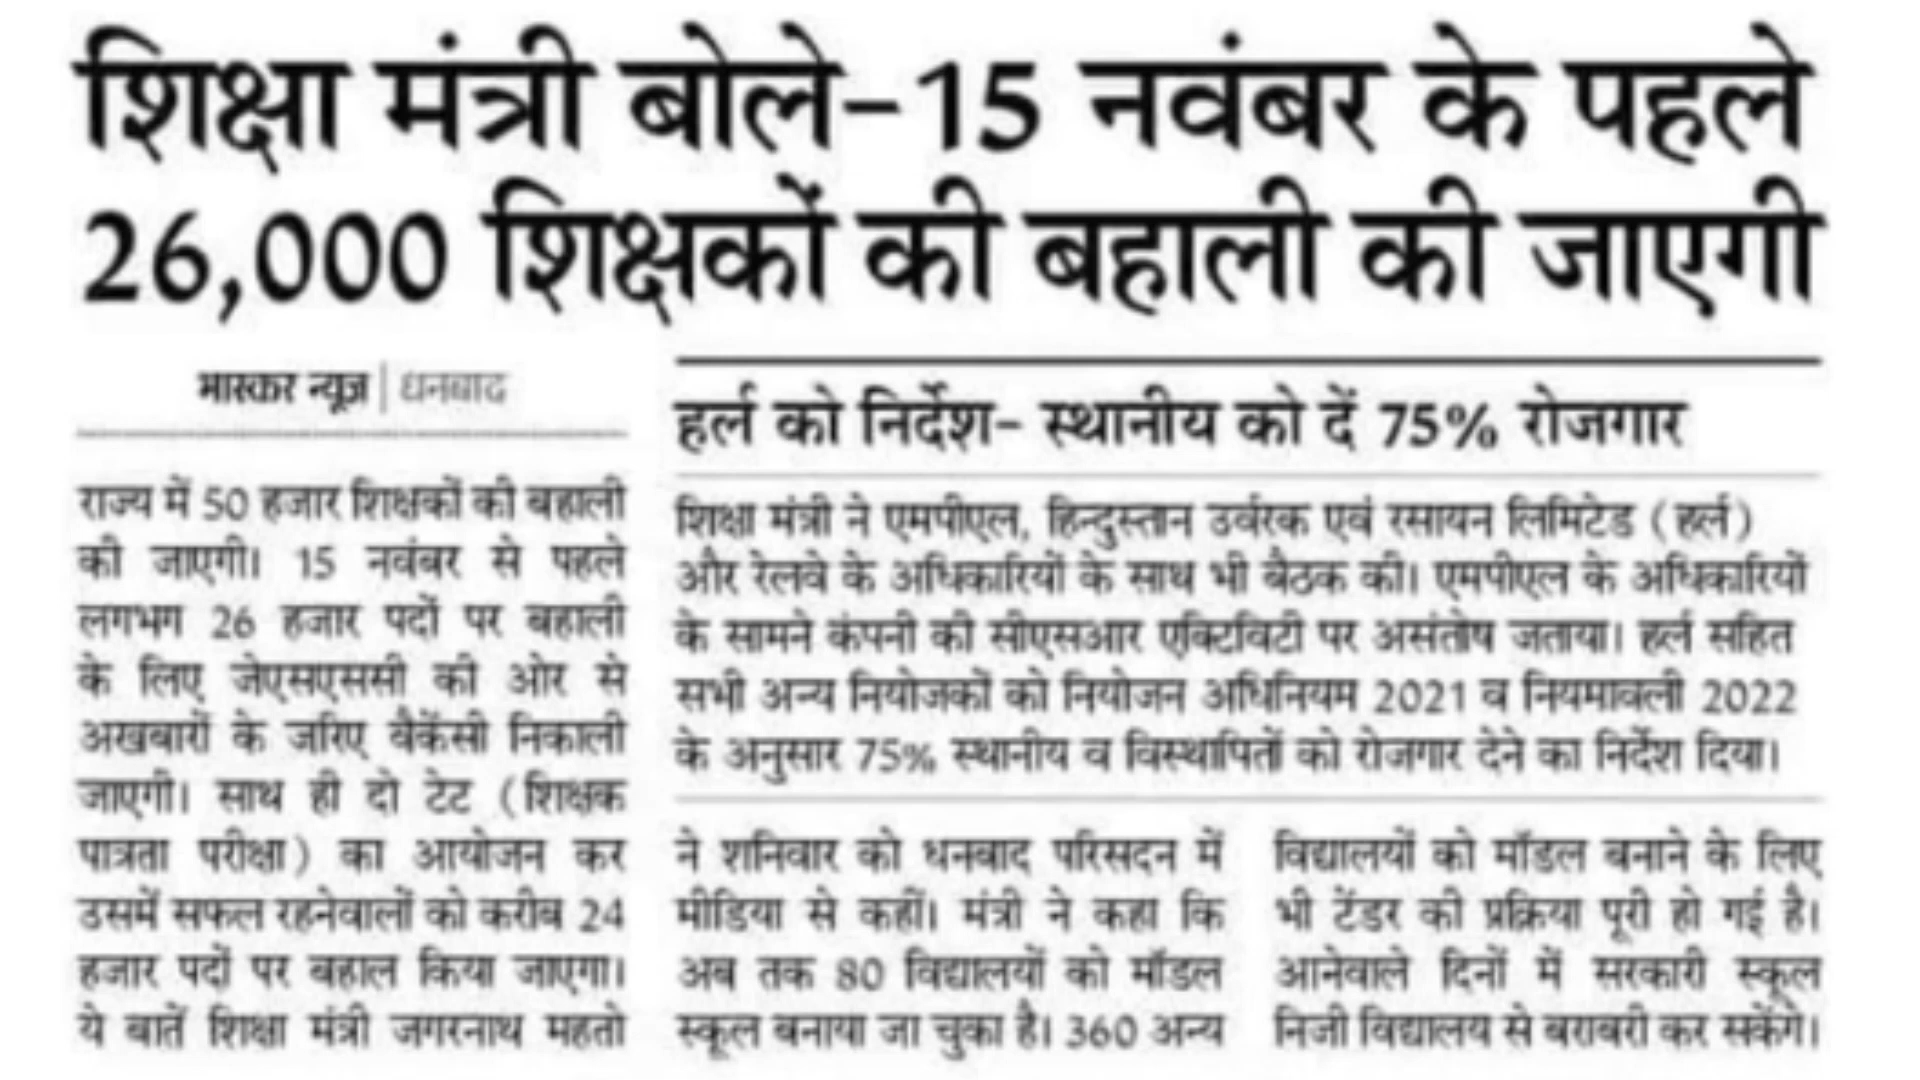 शिक्षा मंत्री बोले-15 नवंबर के पहले
26,000 शिक्षकों की बहाली की जाएगी
भास्कर न्यूज | धनबाद
राज्य में 50 हजार शिक्षकों की बहाली
की जाएगी। 15 नवंबर से पहले
लगभग 26 हजार पदों पर बहाली
के लिए जेएसएससी की ओर से
अखबारों के जरिए वैकेंसी निकाली
जाएगी। साथ ही दो टेट (शिक्षक
पात्रता परीक्षा) का आयोजन कर
उसमें सफल रहनेवालों को करीब 24
हजार पदों पर बहाल किया जाएगा।
ये बातें शिक्षा मंत्री जगरनाथ महतो
हर्ल को निर्देश- स्थानीय को दें 75% रोजगार
शिक्षा मंत्री ने एमपीएल, हिन्दुस्तान उर्वरक एवं रसायन लिमिटेड (हर्ल)
और रेलवे के अधिकारियों के साथ भी बैठक की। एमपीएल के अधिकारियों
के सामने कंपनी की सीएसआर एक्टिविटी पर असंतोष जताया। हर्ल सहित
सभी अन्य नियोजकों को नियोजन अधिनियम 2021 व नियमावली 2022
के अनुसार 75% स्थानीय व विस्थापितों को रोजगार देने का निर्देश दिया।
ने शनिवार को धनबाद परिसदन में
मीडिया से कहीं। मंत्री ने कहा कि
अब तक 80 विद्यालयों को मॉडल
स्कूल बनाया जा चुका है। 360 अन्य
विद्यालयों को मॉडल बनाने के लिए
भी टेंडर की प्रक्रिया पूरी हो गई है।
आनेवाले दिनों में सरकारी स्कूल
निजी विद्यालय से बराबरी कर सकेंगे।